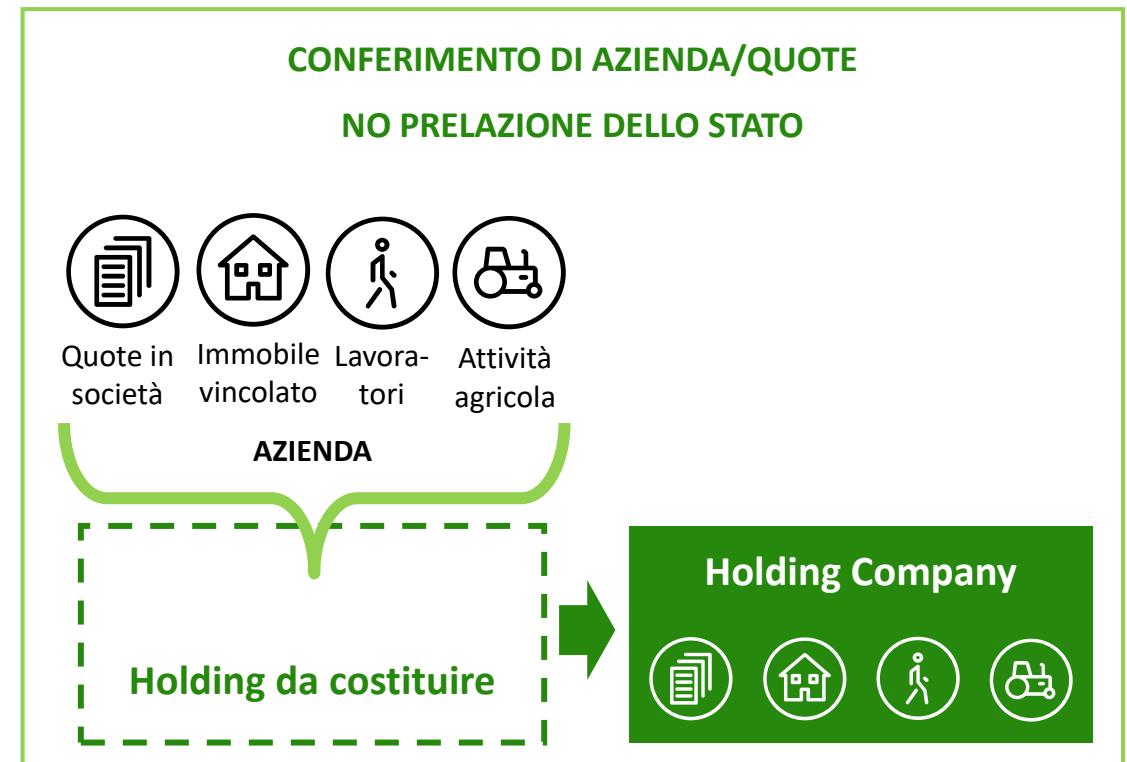 CONFERIMENTO DI AZIENDA/QUOTE
NO PRELAZIONE DELLO STATO
Quote in società
Immobile vincolato
Lavora-tori
Attività agricola
AZIENDA
Holding da costituire
Holding Company